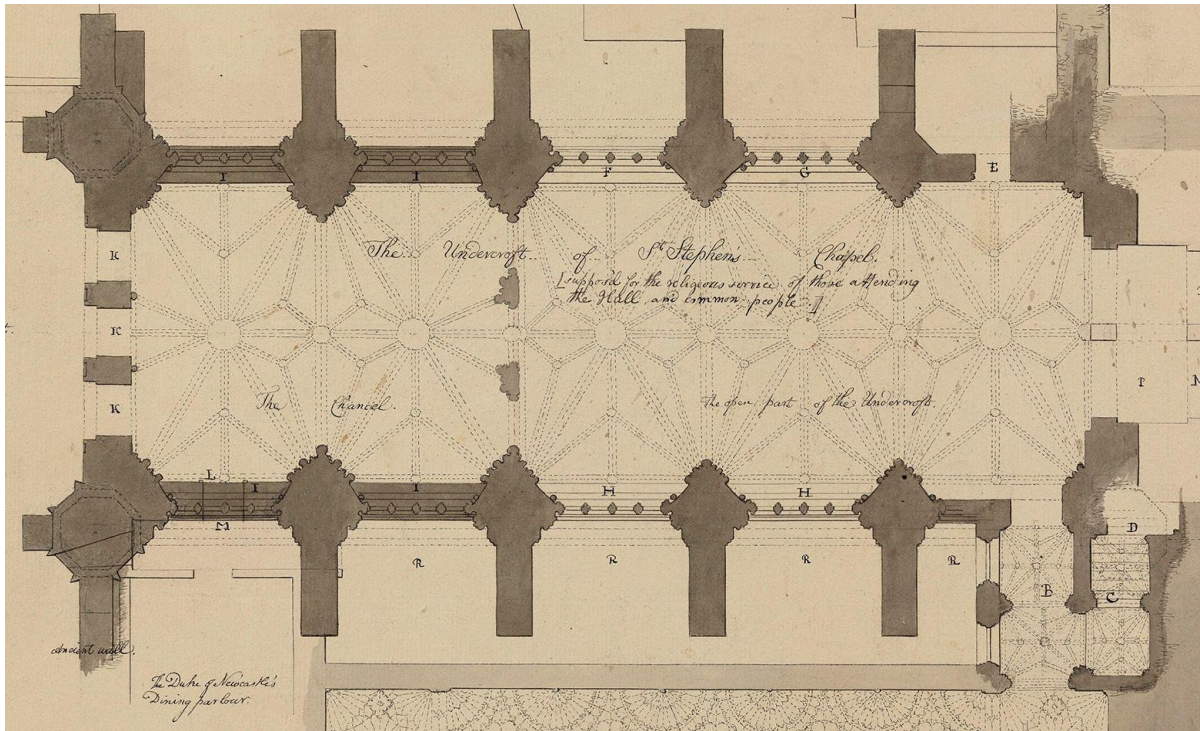 I I F G E
The Undercroft of St Stephen's Chapel.
[supposed for the religious service of those attending
the Hall, and common people]
K
K
K
P
The Chancel.
The open part of the Undercroft.
L I I H H
M
R R R R
D
B
C
Ancient wall.
The Duke of Newcastle's
Dining parlour.